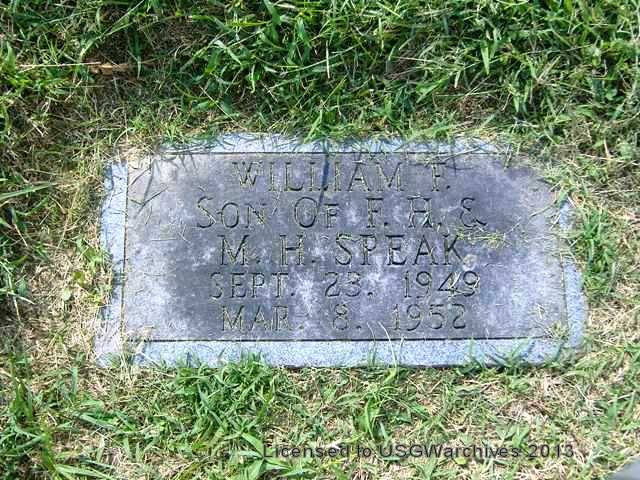 WILLIAM F.
SON OF F. H. &
M. H. SPEAK
SEPT. 23. 1949
MAR. 8. 1952
Licensed to USGWarchives 2013